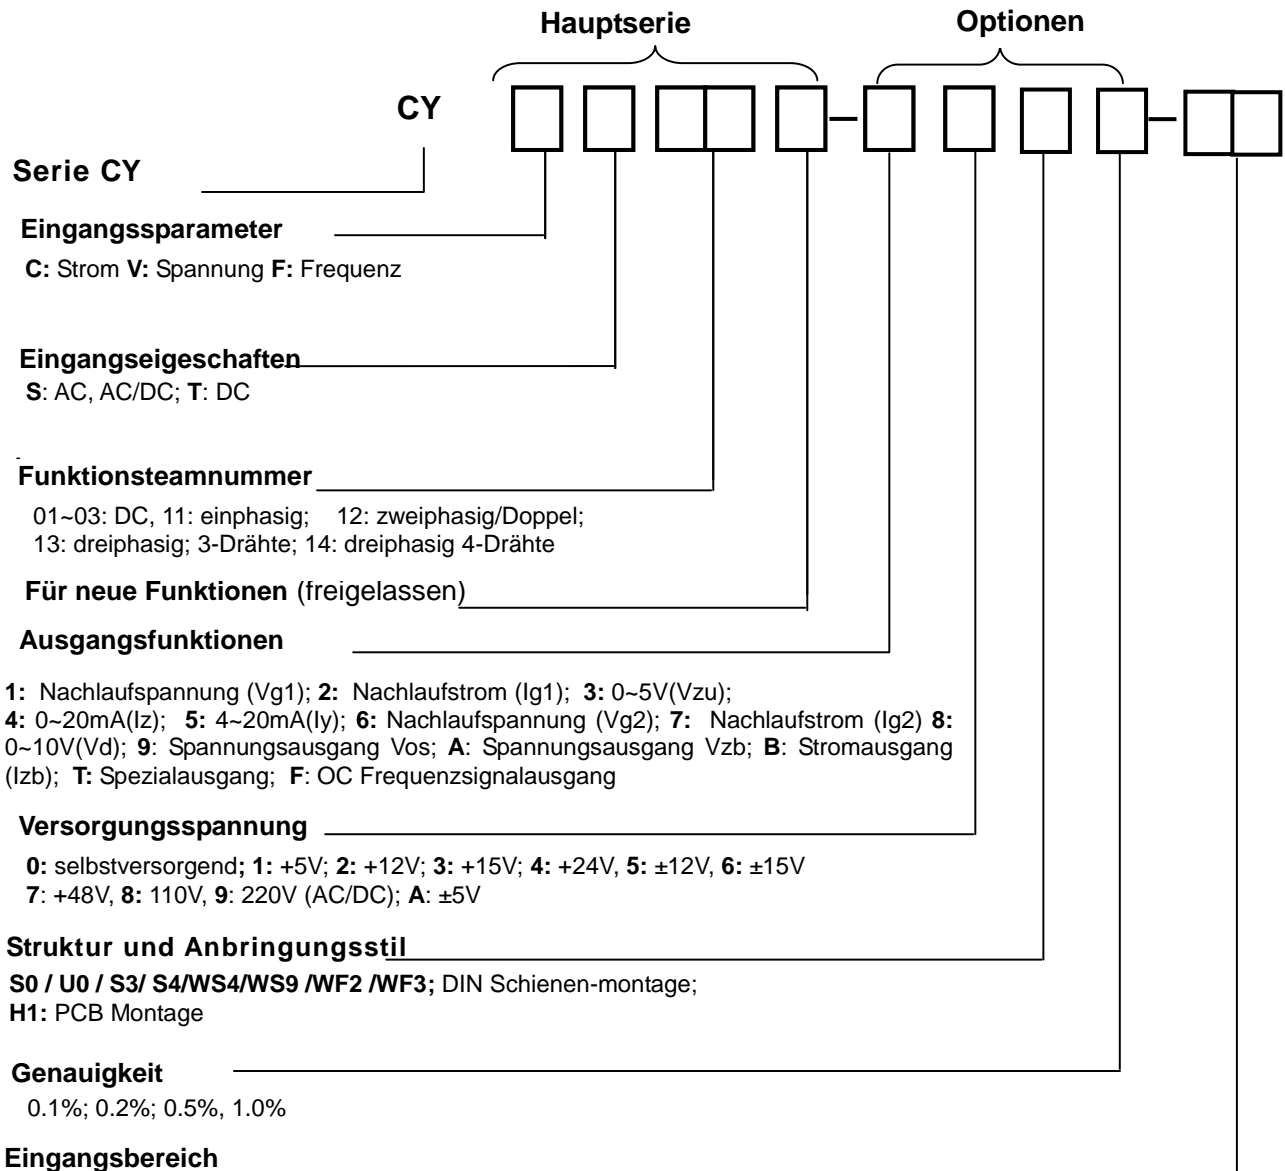 Hauptserie Optionen
CY
Serie CY
Eingangssparameter
C: Strom V: Spannung F: Frequenz
Eingangseigeschaften
S: AC, AC/DC; T: DC
Funktionsteamnummer
01~03: DC, 11: einphasig; 12: zweiphasig/Doppel;
13: dreiphasig; 3-Drähte; 14: dreiphasig 4-Drähte
Für neue Funktionen (freigelassen)
Ausgangsfunktionen
1: Nachlaufspannung (Vg1); 2: Nachlaufstrom (Ig1); 3: 0~5V(Vzu);
4: 0~20mA(Iz); 5: 4~20mA(Iy); 6: Nachlaufspannung (Vg2); 7: Nachlaufstrom (Ig2) 8:
0~10V(Vd); 9: Spannungsausgang Vos; A: Spannungsausgang Vzb; B: Stromausgang
(Izb); T: Spezialausgang; F: OC Frequenzsignalausgang
Versorgungsspannung
0: selbstversorgend; 1: +5V; 2: +12V; 3: +15V; 4: +24V, 5: ±12V, 6: ±15V
7: +48V, 8: 110V, 9: 220V (AC/DC); A: ±5V
Struktur und Anbringungsstil
S0 / U0 / S3/ S4/WS4/WS9 /WF2 /WF3; DIN Schienen-montage;
H1: PCB Montage
Genauigkeit
0.1%; 0.2%; 0.5%, 1.0%
Eingangsbereich